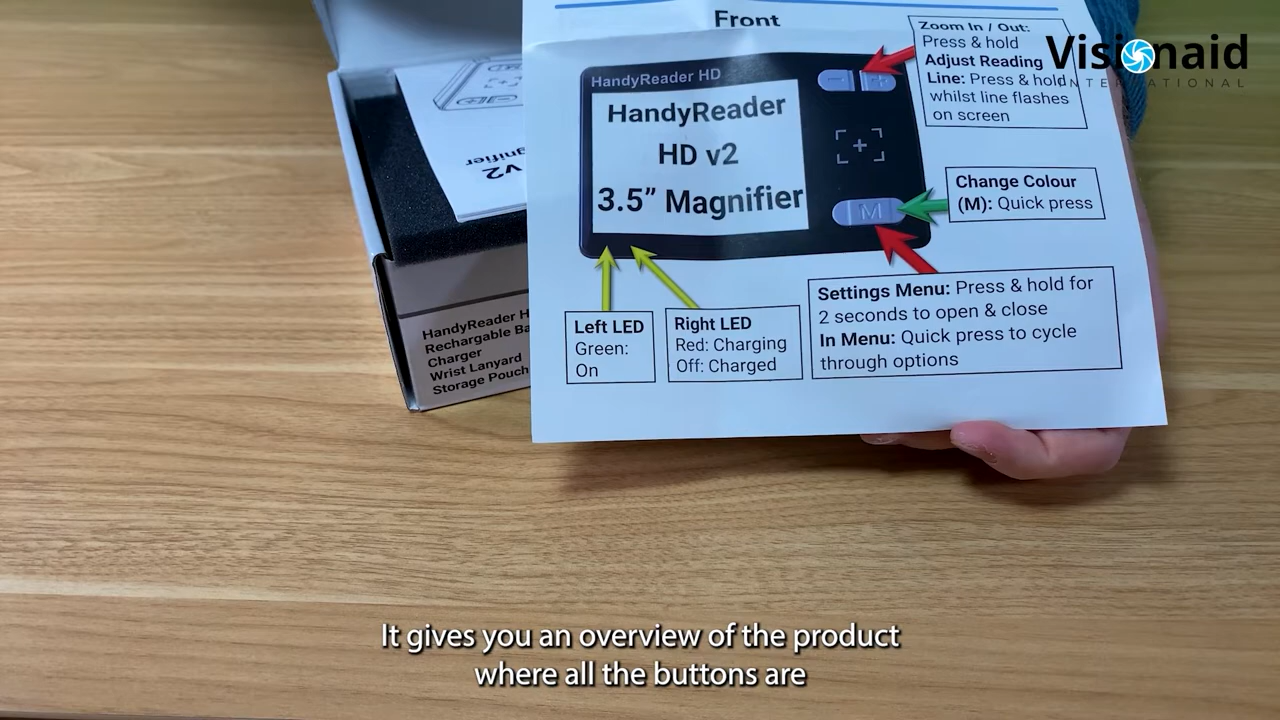 Front
Zoom In / Out:
Press & hold
Adjust Reading
Line: Press & hold
whilst line flashes
on screen
Visionaid
INTERNATIONAL
HandyReader HD
HandyReader
HD v2
3.5” Magnifier
M
Change Colour
(M): Quick press
Settings Menu: Press & hold for
2 seconds to open & close
In Menu: Quick press to cycle
through options
Left LED
Green:
On
Right LED
Red: Charging
Off: Charged
v2
gnifier
HandyReader H
Rechargable Ba
Charger
Wrist Lanyard
Storage Pouch
It gives you an overview of the product
where all the buttons are